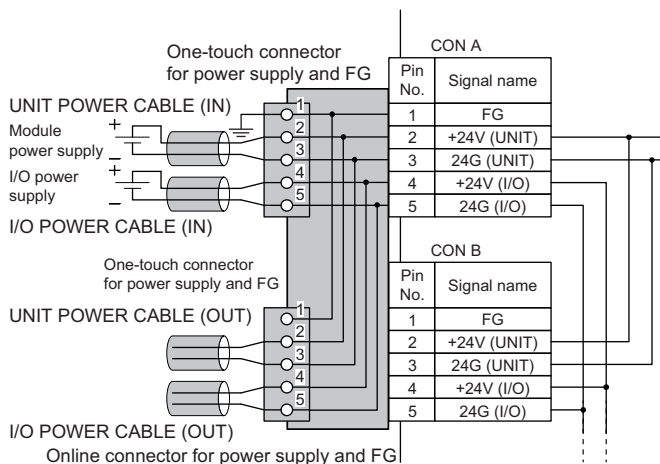 One-touch connector
for power supply and FG
CON A
Pin
No.
Signal name
UNIT POWER CABLE (IN)
1 FG
2 +24V (UNIT)
3 24G (UNIT)
4 +24V (I/O)
5 24G (I/O)
Module
power supply
+
−
I/O power
supply
+
−
1
2
3
4
5
I/O POWER CABLE (IN)
CON B
One-touch connector
for power supply and FG
Pin
No.
Signal name
UNIT POWER CABLE (OUT)
1
2
3
4
5
1 FG
2 +24V (UNIT)
3 24G (UNIT)
4 +24V (I/O)
5 24G (I/O)
I/O POWER CABLE (OUT)
Online connector for power supply and FG